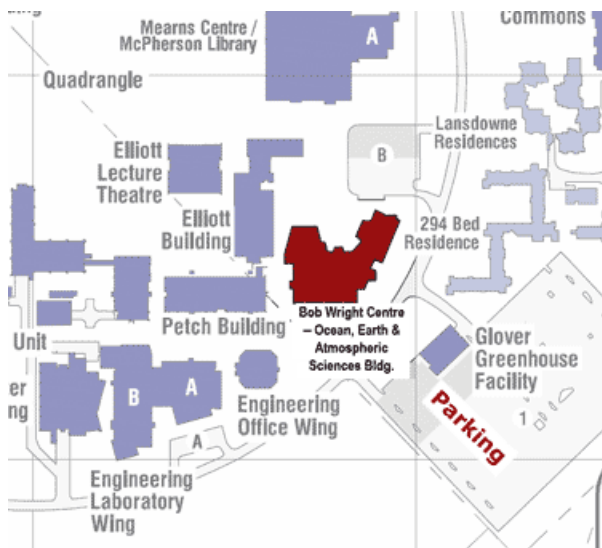 Commons
Mearns Centre /
McPherson Library
A
Quadrangle
Lansdowne
Residences
B
Elliott
Lecture
Theatre
Elliott
Building
294 Bed
Residence
Bob Wright Centre
– Ocean, Earth &
Atmospheric
Sciences Bldg.
Petch Building
Unit
Glover
Greenhouse
Facility
B
A
Engineering
Office Wing
Parking
1
A
Engineering
Laboratory
Wing